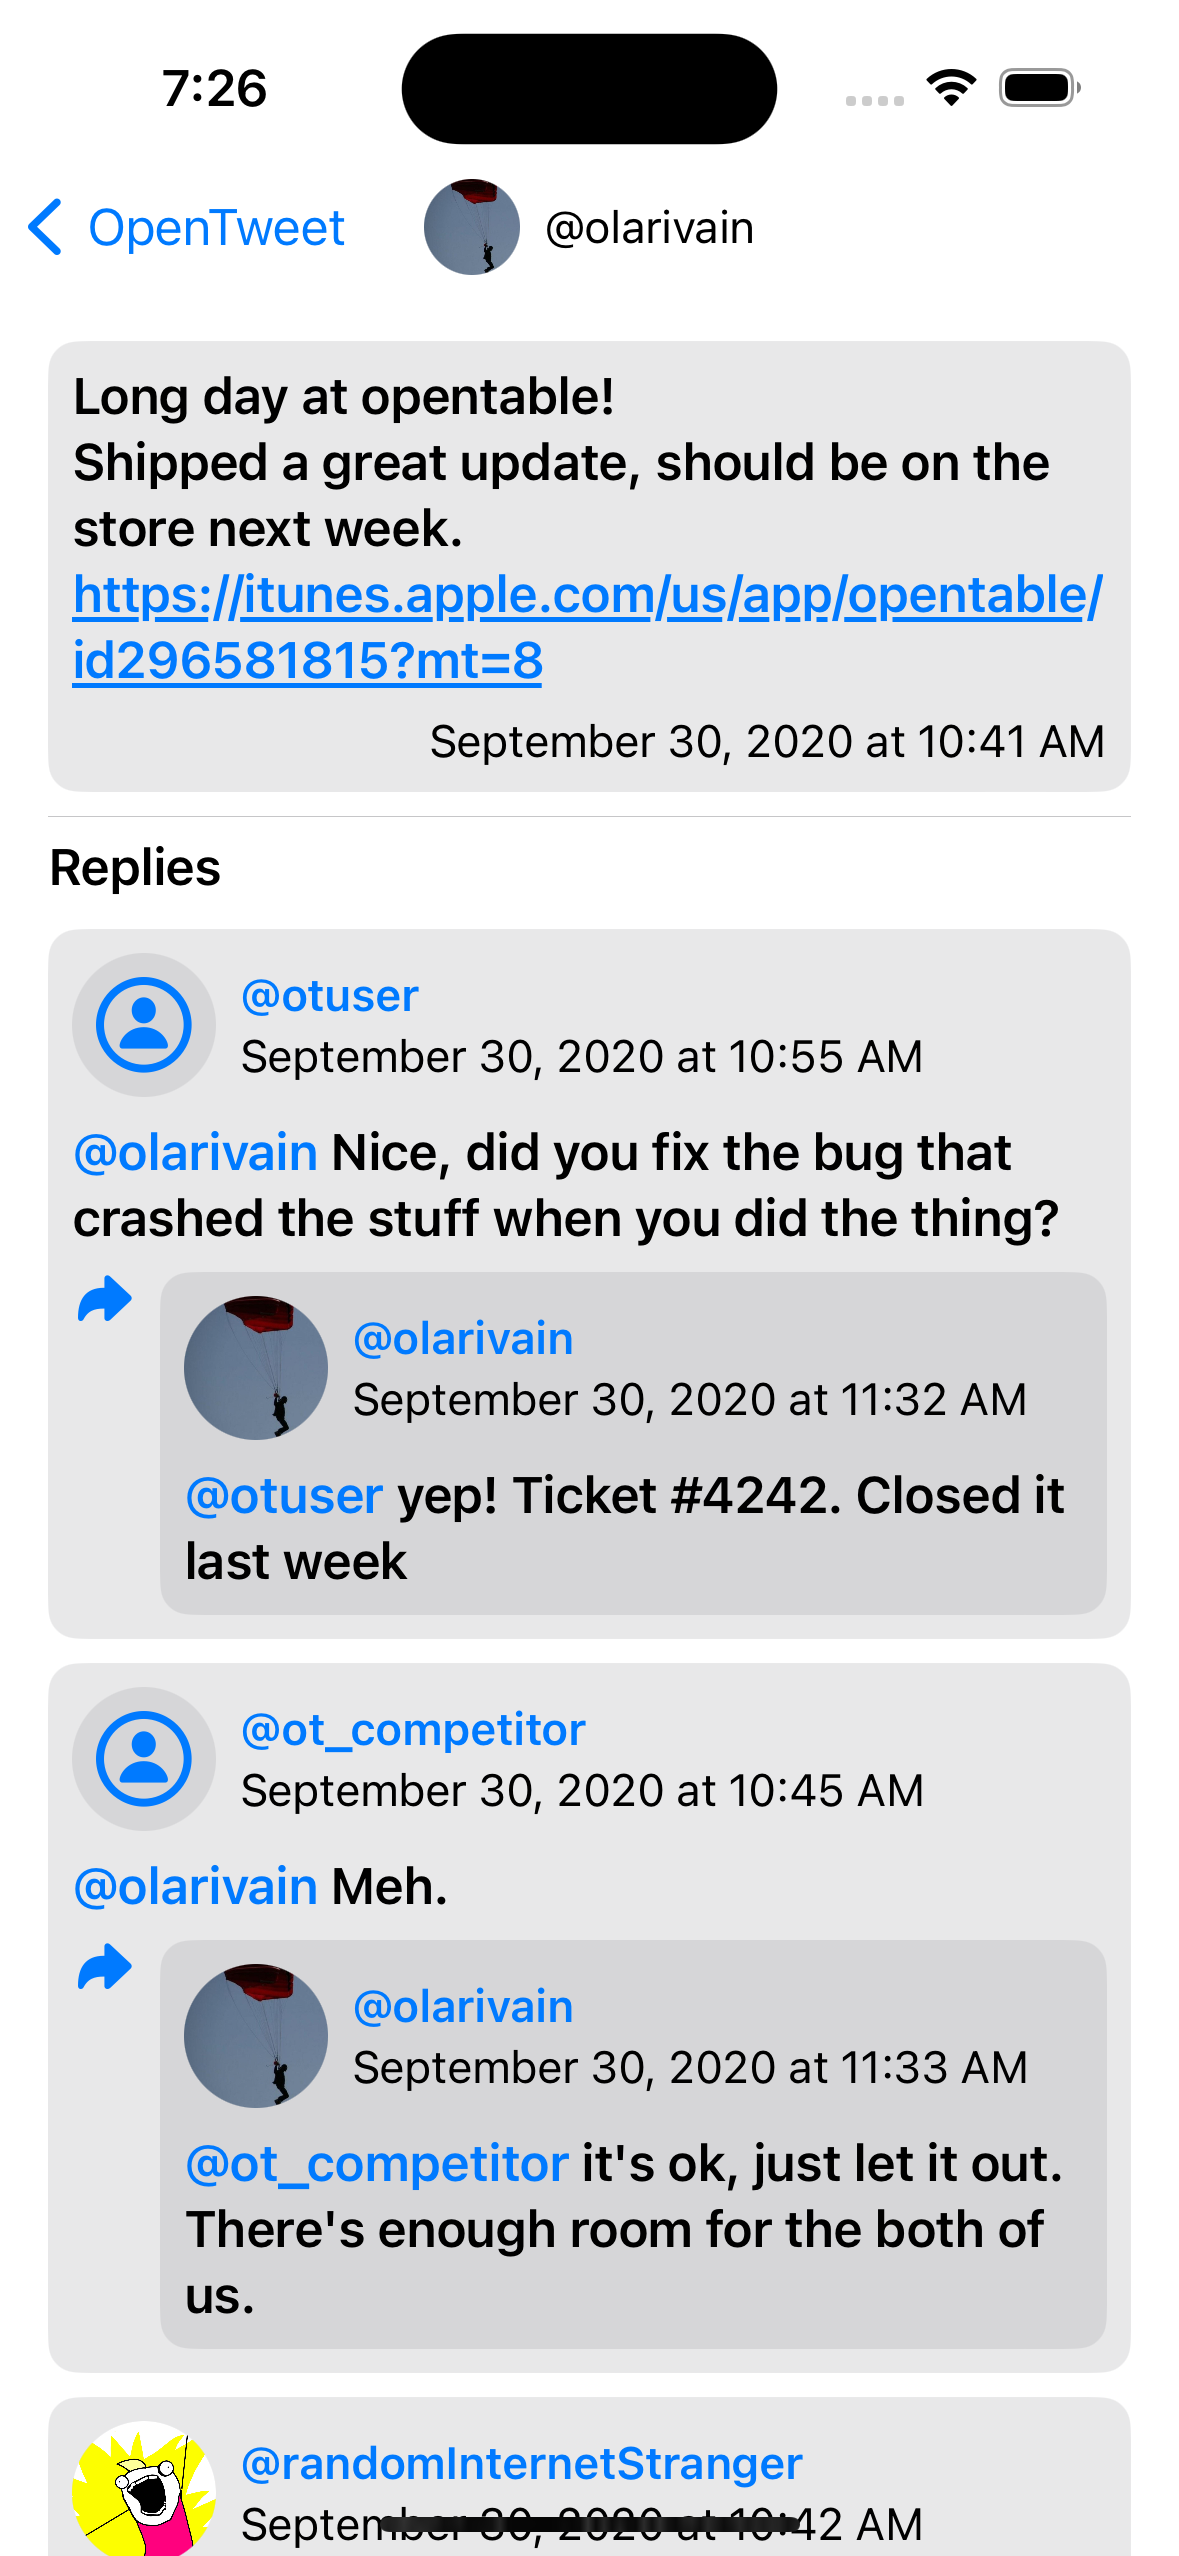 7:26
OpenTweet
@olarivain
Long day at opentable!
Shipped a great update, should be on the
store next week.
https://itunes.apple.com/us/app/opentable/
id296581815?mt=8
September 30, 2020 at 10:41 AM
Replies
@otuser
September 30, 2020 at 10:55 AM
@olarivain Nice, did you fix the bug that
crashed the stuff when you did the thing?
@olarivain
September 30, 2020 at 11:32 AM
@otuser yep! Ticket #4242. Closed it
last week
@ot_competitor
September 30, 2020 at 10:45 AM
@olarivain Meh.
@olarivain
September 30, 2020 at 11:33 AM
@ot_competitor it's ok, just let it out.
There's enough room for the both of
us.
@randomInternetStranger
September 30, 2020 at 10:42 AM